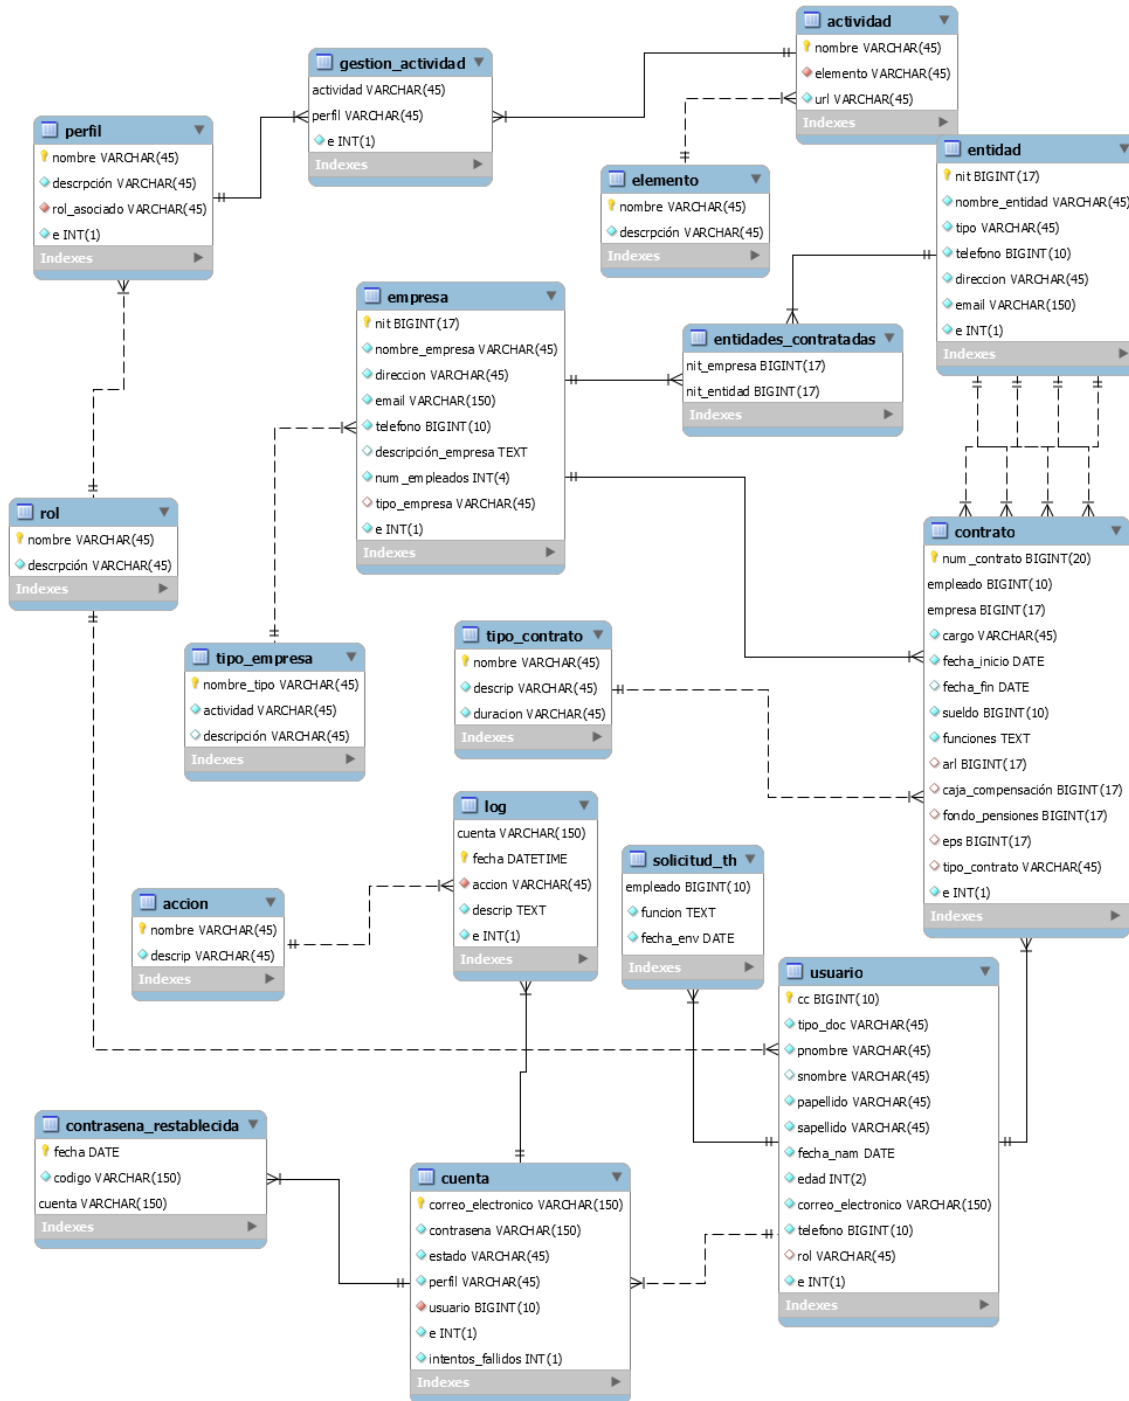 actividad
nombre VARCHAR(45)
elemento VARCHAR(45)
url VARCHAR(45)
Indexes
gestion_actividad
actividad VARCHAR(45)
perfil VARCHAR(45)
e INT(1)
Indexes
perfil
nombre VARCHAR(45)
descrpción VARCHAR(45)
rol_asociado VARCHAR(45)
e INT(1)
Indexes
entidad
nit BIGINT(17)
nombre_entidad VARCHAR(45)
tipo VARCHAR(45)
telefono BIGINT(10)
direccion VARCHAR(45)
email VARCHAR(150)
e INT(1)
Indexes
elemento
nombre VARCHAR(45)
descrpción VARCHAR(45)
Indexes
empresa
nit BIGINT(17)
nombre_empresa VARCHAR(45)
direccion VARCHAR(45)
email VARCHAR(150)
telefono BIGINT(10)
descripción_empresa TEXT
num_empleados INT(4)
tipo_empresa VARCHAR(45)
e INT(1)
Indexes
entidades_contratadas
nit_empresa BIGINT(17)
nit_entidad BIGINT(17)
Indexes
rol
nombre VARCHAR(45)
descrpción VARCHAR(45)
Indexes
contrato
num_contrato BIGINT(20)
empleado BIGINT(10)
empresa BIGINT(17)
cargo VARCHAR(45)
fecha_inicio DATE
fecha_fin DATE
sueldo BIGINT(10)
funciones TEXT
arl BIGINT(17)
caja_compensación BIGINT(17)
fondo_pensiones BIGINT(17)
eps BIGINT(17)
tipo_contrato VARCHAR(45)
e INT(1)
Indexes
tipo_empresa
nombre_tipo VARCHAR(45)
actividad VARCHAR(45)
descripción VARCHAR(45)
Indexes
tipo_contrato
nombre VARCHAR(45)
descrip VARCHAR(45)
duracion VARCHAR(45)
Indexes
log
cuenta VARCHAR(150)
fecha DATETIME
accion VARCHAR(45)
descrip TEXT
e INT(1)
Indexes
solicitud_th
empleado BIGINT(10)
funcion TEXT
fecha_env DATE
Indexes
accion
nombre VARCHAR(45)
descrip VARCHAR(45)
Indexes
usuario
cc BIGINT(10)
tipo_doc VARCHAR(45)
pnombre VARCHAR(45)
snombre VARCHAR(45)
papellido VARCHAR(45)
sapellido VARCHAR(45)
fecha_nam DATE
edad INT(2)
correo_electronico VARCHAR(150)
telefono BIGINT(10)
rol VARCHAR(45)
e INT(1)
Indexes
contrasena_restablecida
fecha DATE
codigo VARCHAR(150)
cuenta VARCHAR(150)
Indexes
cuenta
correo_electronico VARCHAR(150)
contrasena VARCHAR(150)
estado VARCHAR(45)
perfil VARCHAR(45)
usuario BIGINT(10)
e INT(1)
intentos_fallidos INT(1)
Indexes